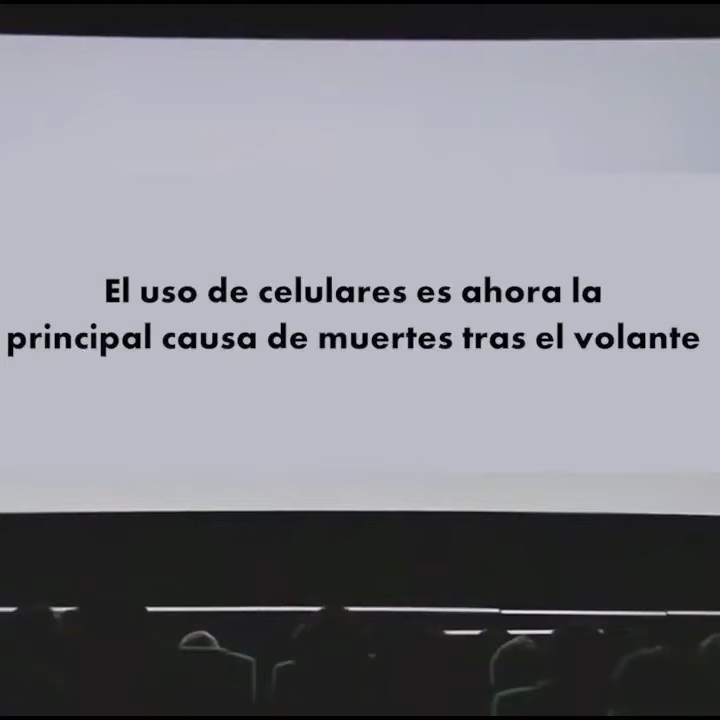 El uso de celulares es ahora la
principal causa de muertes tras el volante